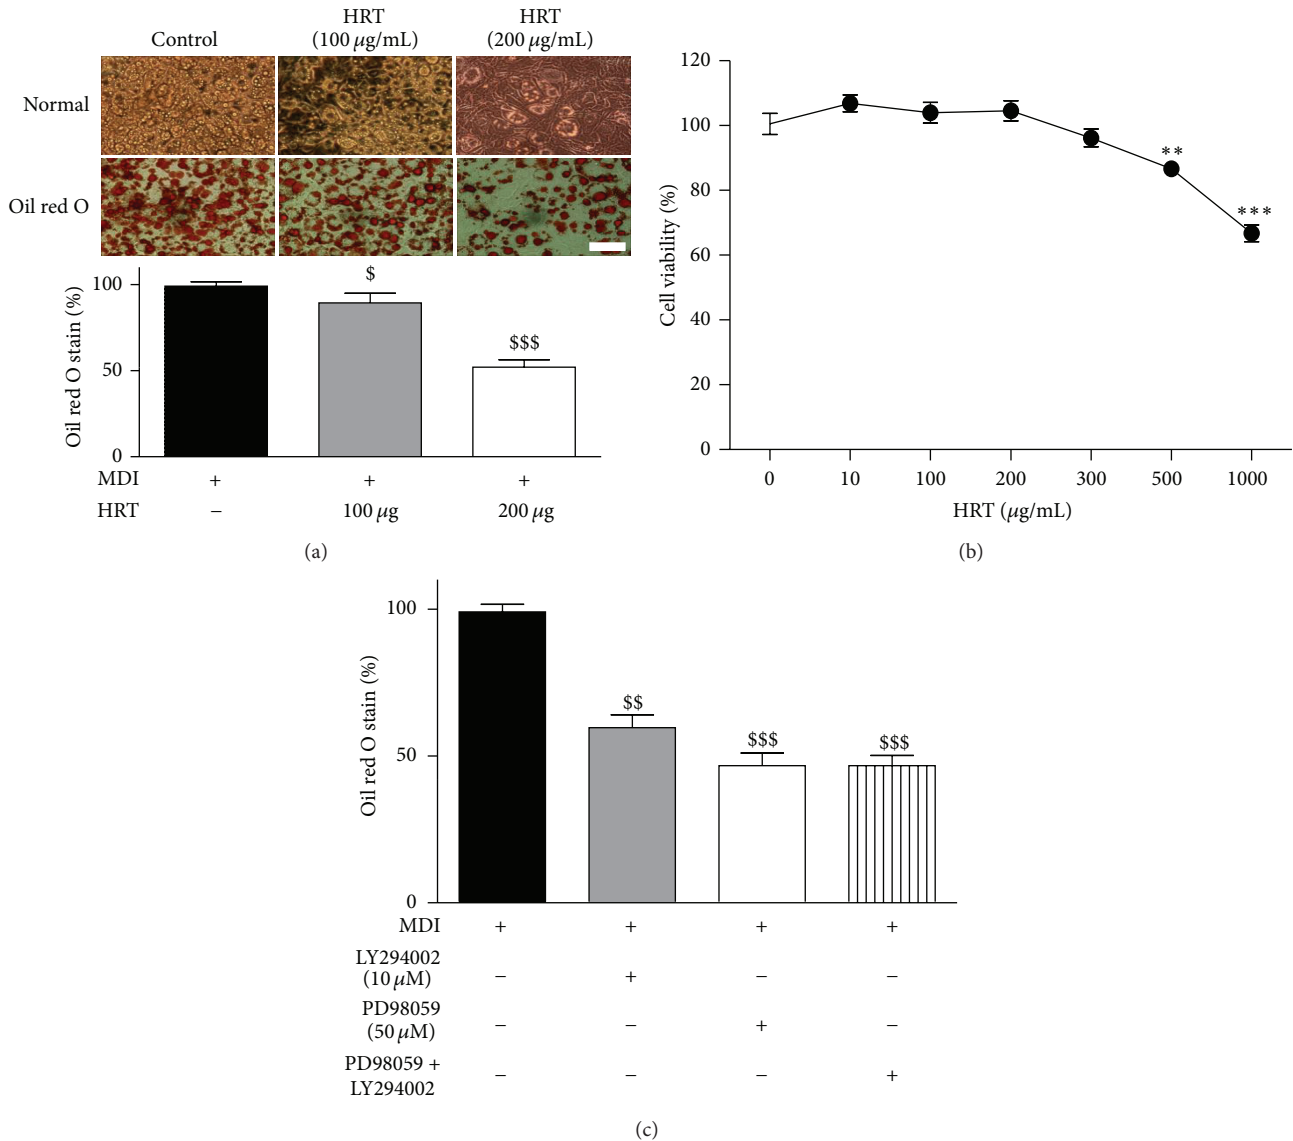 Control
HRT
(100 μg/mL)
HRT
(200 μg/mL)
Normal
Oil red O
Oil red O stain (%)
100
50
0
$
$$$
MDI + + +
HRT − 100 μg 200 μg
(a)
Cell viability (%)
120
100
80
60
40
20
0
**
***
0 10 100 200 300 500 1000
HRT (μg/mL)
(b)
Oil red O stain (%)
100
50
0
$$
$$$
$$$
MDI + + + +
LY294002
(10 μM) − + − −
PD98059
(50 μM) − − + −
PD98059 +
LY294002 − − − +
(c)